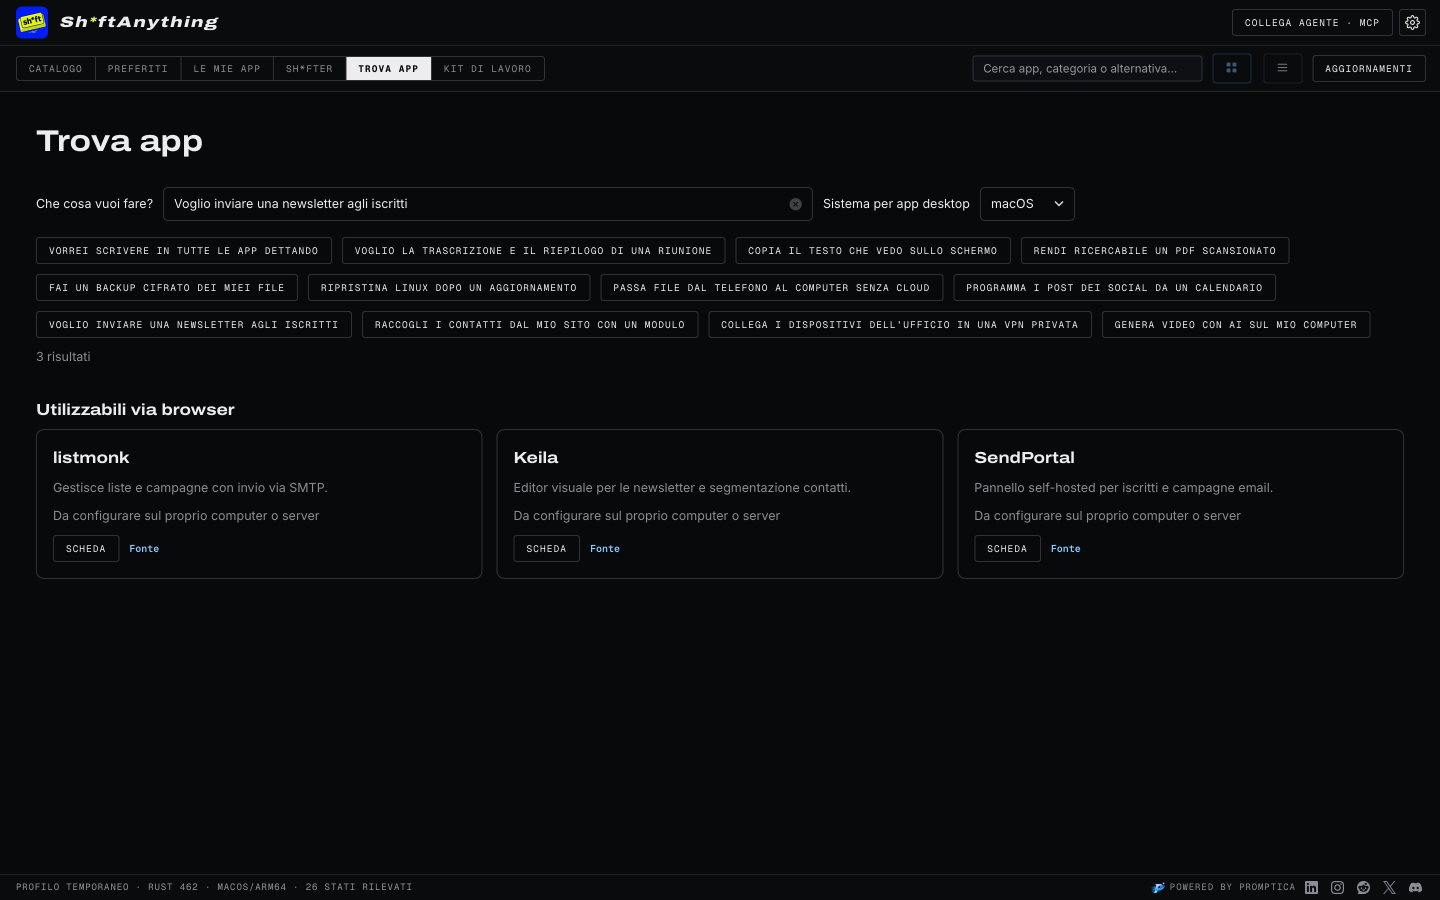 sh*ft
Sh*ftAnything
COLLEGA AGENTE · MCP
CATALOGO
PREFERITI
LE MIE APP
SH*FTER
TROVA APP
KIT DI LAVORO
Cerca app, categoria o alternativa...
AGGIORNAMENTI
Trova app
Che cosa vuoi fare?
Voglio inviare una newsletter agli iscritti
Sistema per app desktop
macOS
VORREI SCRIVERE IN TUTTE LE APP DETTANDO
VOGLIO LA TRASCRIZIONE E IL RIEPILOGO DI UNA RIUNIONE
COPIA IL TESTO CHE VEDO SULLO SCHERMO
RENDI RICERCABILE UN PDF SCANSIONATO
FAI UN BACKUP CIFRATO DEI MIEI FILE
RIPRISTINA LINUX DOPO UN AGGIORNAMENTO
PASSA FILE DAL TELEFONO AL COMPUTER SENZA CLOUD
PROGRAMMA I POST DEI SOCIAL DA UN CALENDARIO
VOGLIO INVIARE UNA NEWSLETTER AGLI ISCRITTI
RACCOGLI I CONTATTI DAL MIO SITO CON UN MODULO
COLLEGA I DISPOSITIVI DELL'UFFICIO IN UNA VPN PRIVATA
GENERA VIDEO CON AI SUL MIO COMPUTER
3 risultati
Utilizzabili via browser
listmonk
Gestisce liste e campagne con invio via SMTP.
Da configurare sul proprio computer o server
SCHEDA
Fonte
Keila
Editor visuale per le newsletter e segmentazione contatti.
Da configurare sul proprio computer o server
SCHEDA
Fonte
SendPortal
Pannello self-hosted per iscritti e campagne email.
Da configurare sul proprio computer o server
SCHEDA
Fonte
PROFILO TEMPORANEO · RUST 462 · MACOS/ARM64 · 26 STATI RILEVATI
POWERED BY PROMPTICA